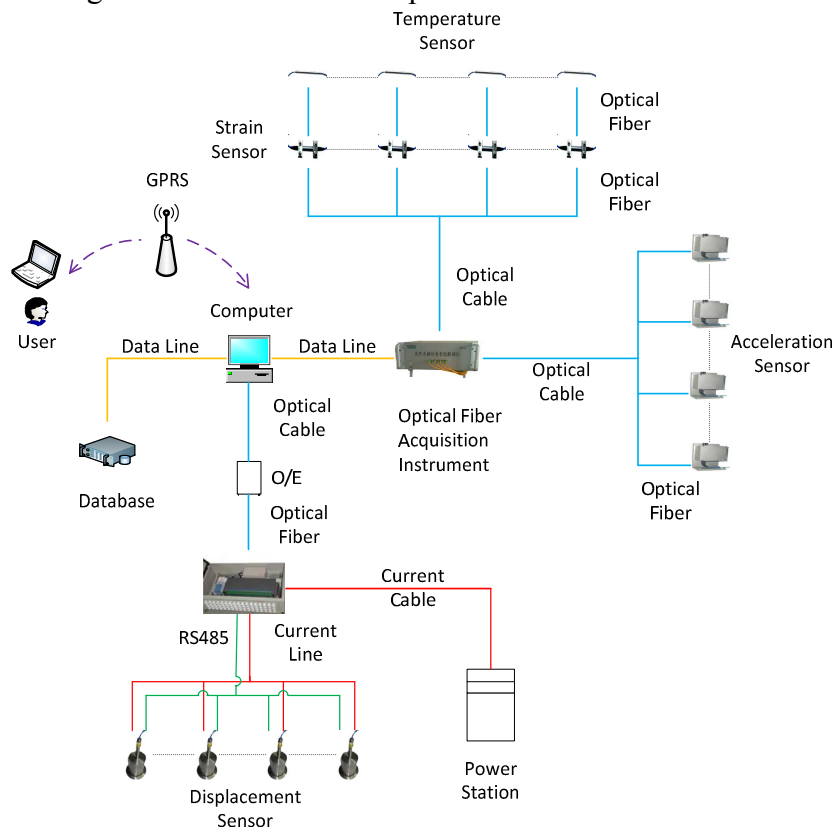 Temperature
Sensor
Optical
Fiber
Strain
Sensor
Optical
Fiber
GPRS
Optical
Cable
Computer
User
Data Line
Data Line
Acceleration
Sensor
Optical
Cable
Optical
Cable
Optical Fiber
Acquisition
Instrument
O/E
Database
Optical
Fiber
Optical
Fiber
Current
Cable
RS485
Current
Line
Power
Station
Displacement
Sensor